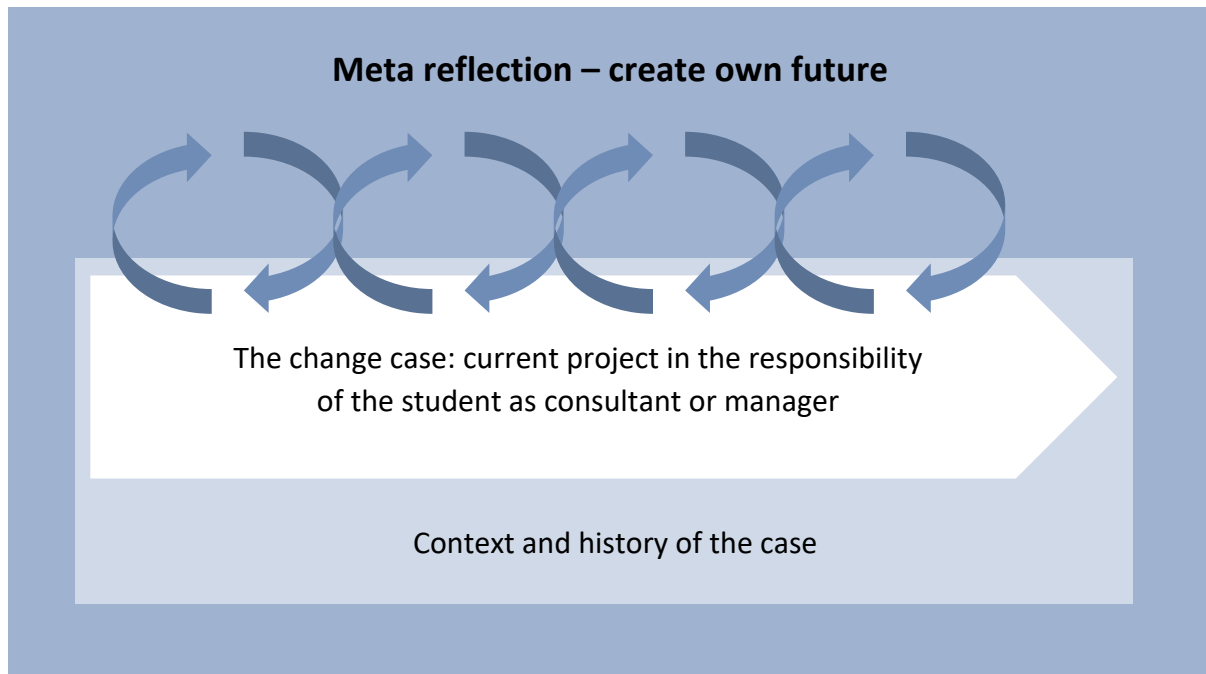 Meta reflection – create own future
The change case: current project in the responsibility
of the student as consultant or manager
Context and history of the case